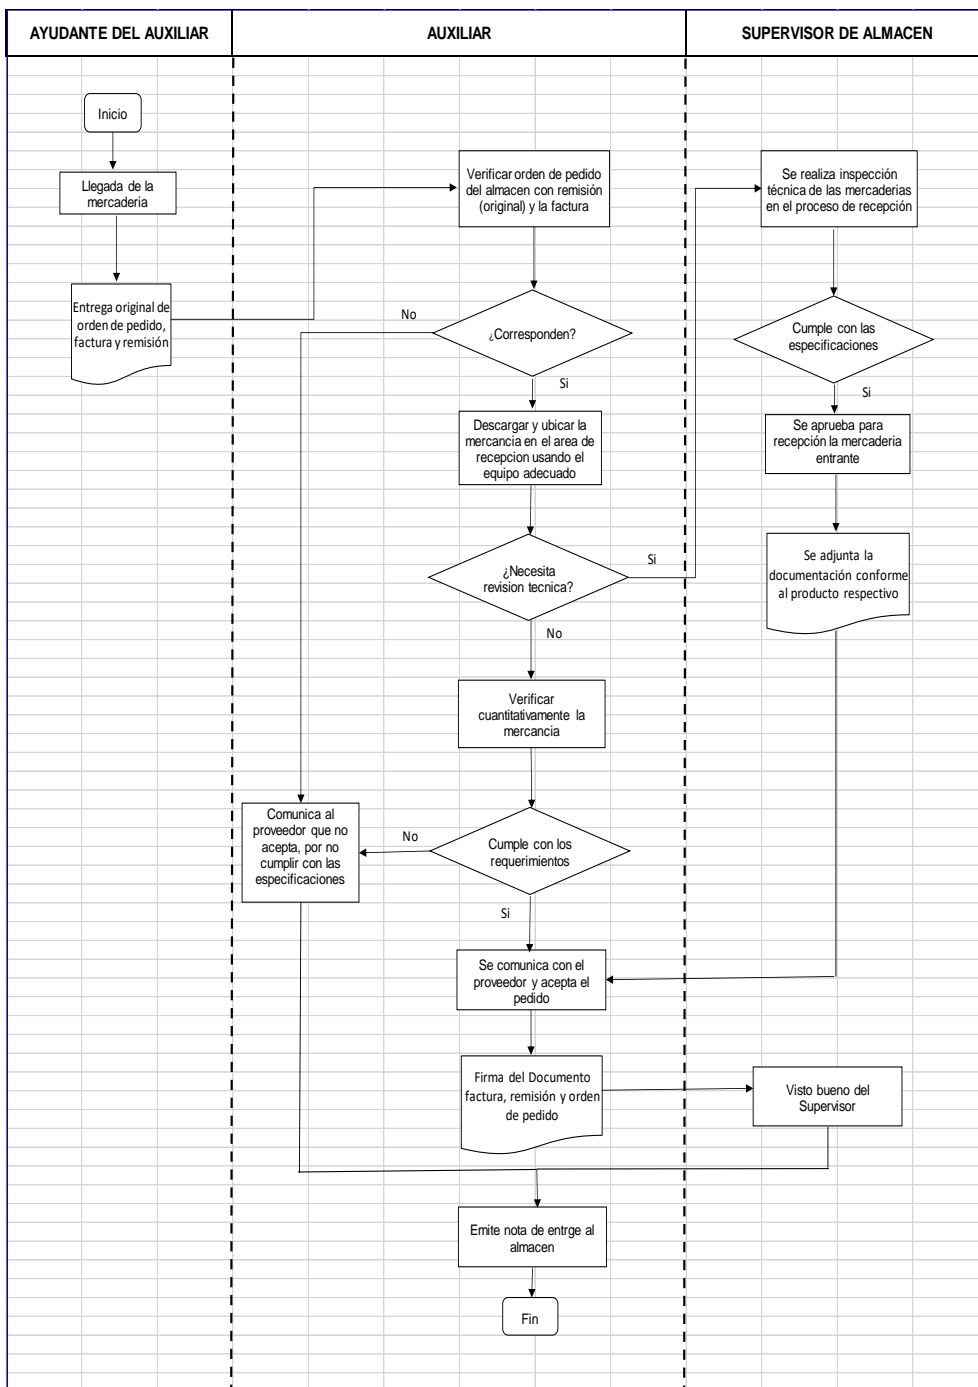 AYUDANTE DEL AUXILIAR
AUXILIAR
SUPERVISOR DE ALMACEN
Inicio
Llegada de la
mercaderia
Entrega original de
orden de pedido,
factura y remisión
Verificar orden de pedido
del almacen con remisión
(original) y la factura
No
¿Corresponden?
Si
Descargar y ubicar la
mercancia en el area de
recepcion usando el
equipo adecuado
¿Necesita
revision tecnica?
Si
No
Verificar
cuantitativamente la
mercancia
Cumple con los
requerimientos
No
Comunica al
proveedor que no
acepta, por no
cumplir con las
especificaciones
Si
Se comunica con el
proveedor y acepta el
pedido
Firma del Documento
factura, remisión y orden
de pedido
Se realiza inspección
técnica de las mercaderias
en el proceso de recepción
Cumple con las
especificaciones
Si
Se aprueba para
recepción la mercaderia
entrante
Se adjunta la
documentación conforme
al producto respectivo
Visto bueno del
Supervisor
Emite nota de entrge al
almacen
Fin